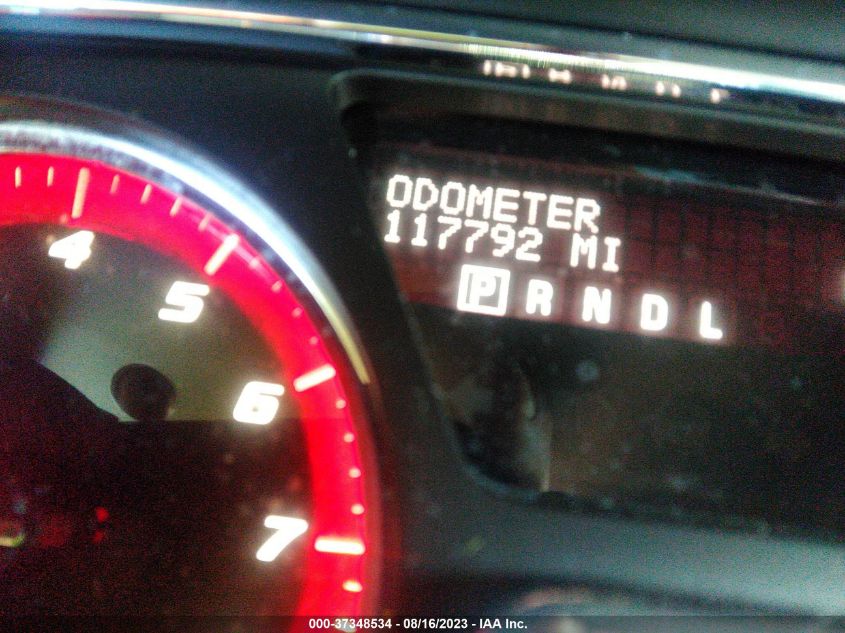 ODOMETER
117792 MI
P R N D L
4
5
6
7
000-37348534 - 08/16/2023 - IAA Inc.